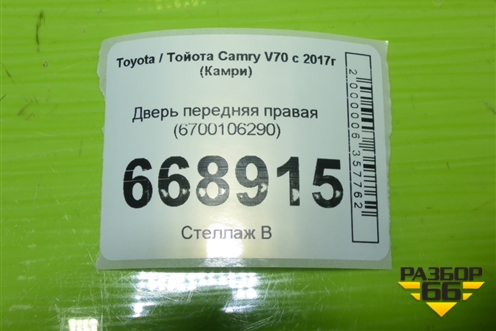 Toyota / Тойота Camry V70 с 2017г
(Камри)
Дверь передняя правая
(6700106290)
668915
Стеллаж В
2000006357762
РАЗБОР
66